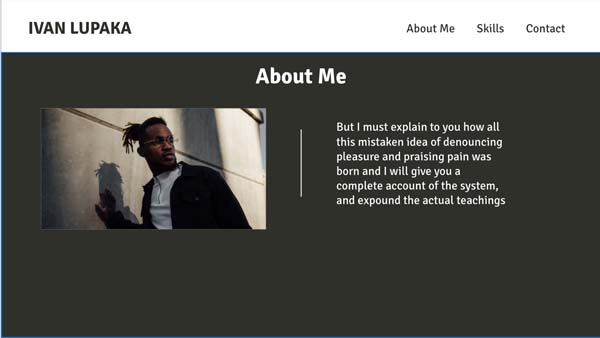 IVAN LUPAKA
About Me Skills Contact
About Me
But I must explain to you how all
this mistaken idea of denouncing
pleasure and praising pain was
born and I will give you a
complete account of the system,
and expound the actual teachings